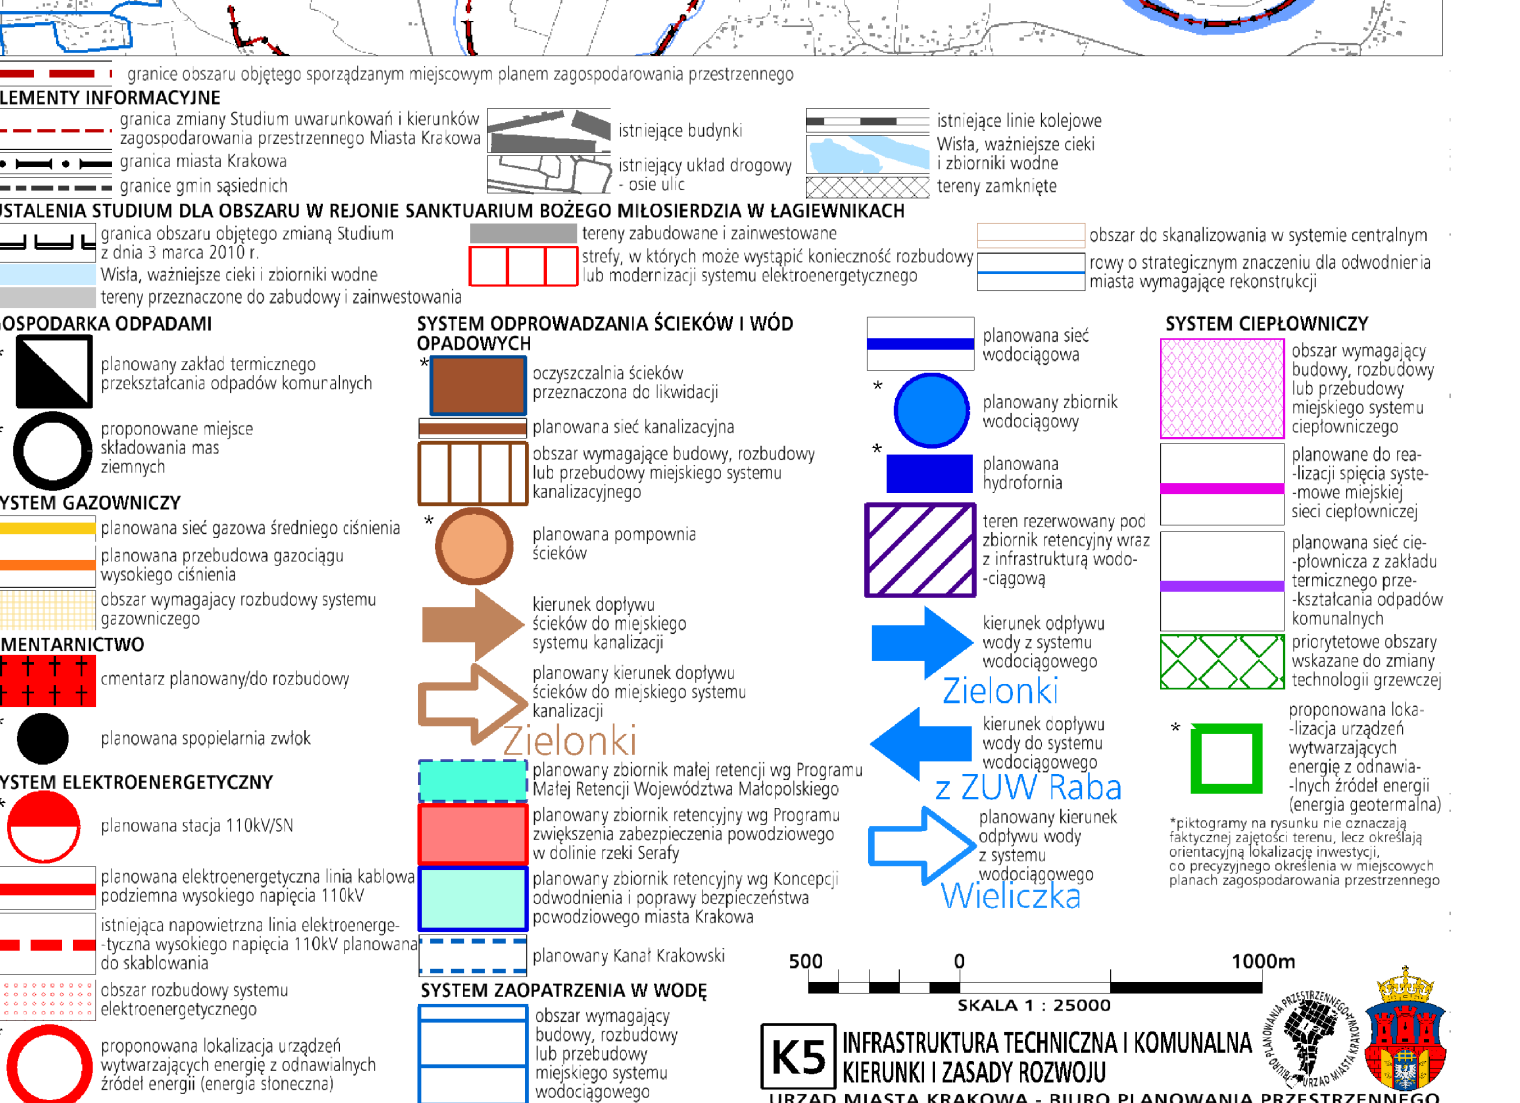 granice obszaru objętego sporządzanym miejscowym planem zagospodarowania przestrzennego
LEMENTY INFORMACYJNE
granica zmiany Studium uwarunkowań i kierunków
zagospodarowania przestrzennego Miasta Krakowa
granica miasta Krakowa
granice gmin sąsiednich
istniejące budynki
istniejący układ drogowy
- osie ulic
istniejące linie kolejowe
Wisła, ważniejsze cieki
i zbiorniki wodne
tereny zamknięte
USTALENIA STUDIUM DLA OBSZARU W REJONIE SANKTUARIUM BOŻEGO MIŁOSIERDZIA W ŁAGIEWNIKACH
granica obszaru objętego zmianą Studium
z dnia 3 marca 2010 r.
Wisła, ważniejsze cieki i zbiorniki wodne
tereny przeznaczone do zabudowy i zainwestowania
tereny zabudowane i zainwestowane
strefy, w których może wystąpić konieczność rozbudowy
lub modernizacji systemu elektroenergetycznego
obszar do skanalizowania w systemie centralnym
rowy o strategicznym znaczeniu dla odwodnienia
miasta wymagające rekonstrukcji
GOSPODARKA ODPADAMI
*
planowany zakład termicznego
przekształcania odpadów komunalnych
*
proponowane miejsce
składowania mas
ziemnych
YSTEM GAZOWNICZY
planowana sieć gazowa średniego ciśnienia
planowana przebudowa gazociągu
wysokiego ciśnienia
obszar wymagajacy rozbudowy systemu
gazowniczego
MENTARNICTWO
cmentarz planowany/do rozbudowy
*
planowana spopielarnia zwłok
YSTEM ELEKTROENERGETYCZNY
*
planowana stacja 110kV/SN
planowana elektroenergetyczna linia kablowa
podziemna wysokiego napięcia 110kV
istniejąca napowietrzna linia elektroenerge-
-tyczna wysokiego napięcia 110kV planowana
do skablowania
obszar rozbudowy systemu
elektroenergetycznego
*
proponowana lokalizacja urządzeń
wytwarzających energię z odnawialnych
źródeł energii (energia słoneczna)
SYSTEM ODPROWADZANIA ŚCIEKÓW I WÓD
OPADOWYCH
*
oczyszczalnia ścieków
przeznaczona do likwidacji
planowana sieć kanalizacyjna
obszar wymagające budowy, rozbudowy
lub przebudowy miejskiego systemu
kanalizacyjnego
*
planowana pompownia
ścieków
kierunek dopływu
ścieków do miejskiego
systemu kanalizacji
planowany kierunek dopływu
ścieków do miejskiego systemu
kanalizacji
Zielonki
planowany zbiornik małej retencji wg Programu
Małej Retencji Województwa Małopolskiego
planowany zbiornik retencyjny wg Programu
zwiększenia zabezpieczenia powodziowego
w dolinie rzeki Serafy
planowany zbiornik retencyjny wg Koncepcji
odwodnienia i poprawy bezpieczeństwa
powodziowego miasta Krakowa
planowany Kanał Krakowski
SYSTEM ZAOPATRZENIA W WODĘ
obszar wymagający
budowy, rozbudowy
lub przebudowy
miejskiego systemu
wodociągowego
planowana sieć
wodociągowa
*
planowany zbiornik
wodociągowy
*
planowana
hydrofornia
teren rezerwowany pod
zbiornik retencyjny wraz
z infrastrukturą wodo-
-ciągową
kierunek odpływu
wody z systemu
wodociągowego
Zielonki
kierunek dopływu
wody do systemu
wodociągowego
z ZUW Raba
planowany kierunek
odpływu wody
z systemu
wodociągowego
Wieliczka
SYSTEM CIEPŁOWNICZY
obszar wymagający
budowy, rozbudowy
lub przebudowy
miejskiego systemu
ciepłowniczego
planowane do rea-
-lizacji spięcia syste-
-mowe miejskiej
sieci ciepłowniczej
planowana sieć cie-
-płownicza z zakładu
termicznego prze-
-kształcania odpadów
komunalnych
priorytetowe obszary
wskazane do zmiany
technologii grzewczej
*
proponowana loka-
-lizacja urządzeń
wytwarzających
energię z odnawia-
-lnych źródeł energii
(energia geotermalna)
*piktogramy na rysunku nie oznaczają
faktycznej zajętości terenu, lecz określają
orientacyjną lokalizację inwestycji,
do precyzyjnego określenia w miejscowych
planach zagospodarowania przestrzennego
500 0 1000m
SKALA 1 : 25000
K5
INFRASTRUKTURA TECHNICZNA I KOMUNALNA
KIERUNKI I ZASADY ROZWOJU
BIURO PLANOWANIA PRZESTRZENNEGO
URZĄD MIASTA KRAKOWA
URZĄD MIASTA KRAKOWA - BIURO PLANOWANIA PRZESTRZENNEGO